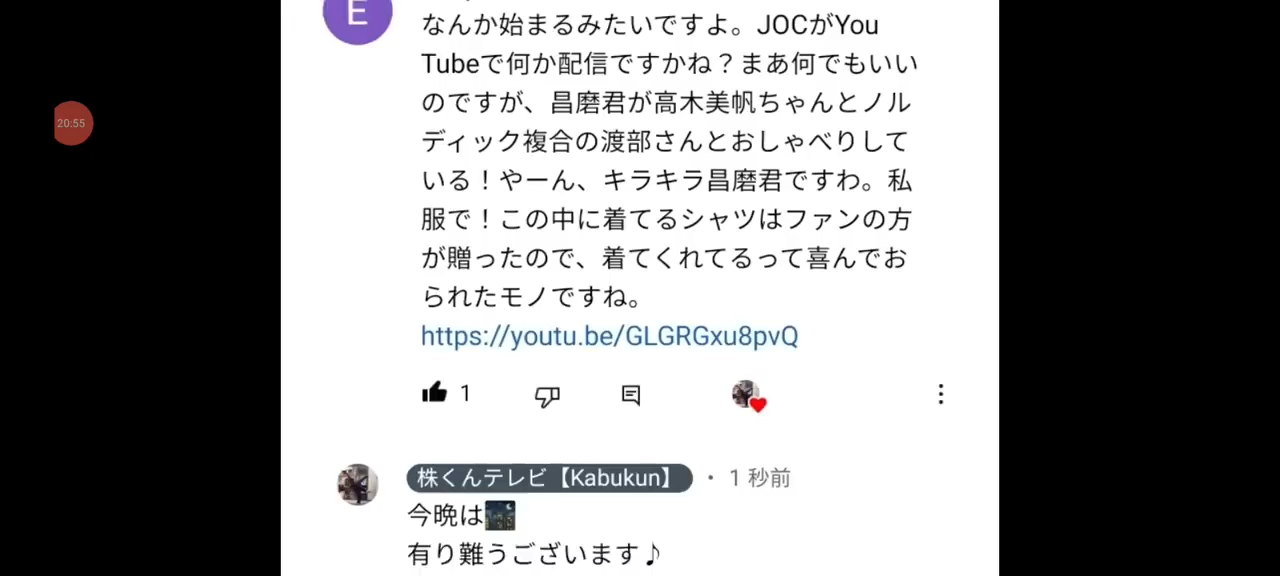 E
なんか始まるみたいですよ。JOCがYou
Tubeで何か配信ですかね？まあ何でもいい
のですが、昌磨君が高木美帆ちゃんとノル
20:55
ディック複合の渡部さんとおしゃべりして
いる！やーん、キラキラ昌磨君ですわ。私
服で！この中に着てるシャツはファンの方
が贈ったので、着てくれてるって喜んでお
られたモノですね。
https://youtu.be/GLGRGxu8pvQ
1
株くんテレビ【Kabukun】 • 1 秒前
今晩は🌃
有り難うございます♪